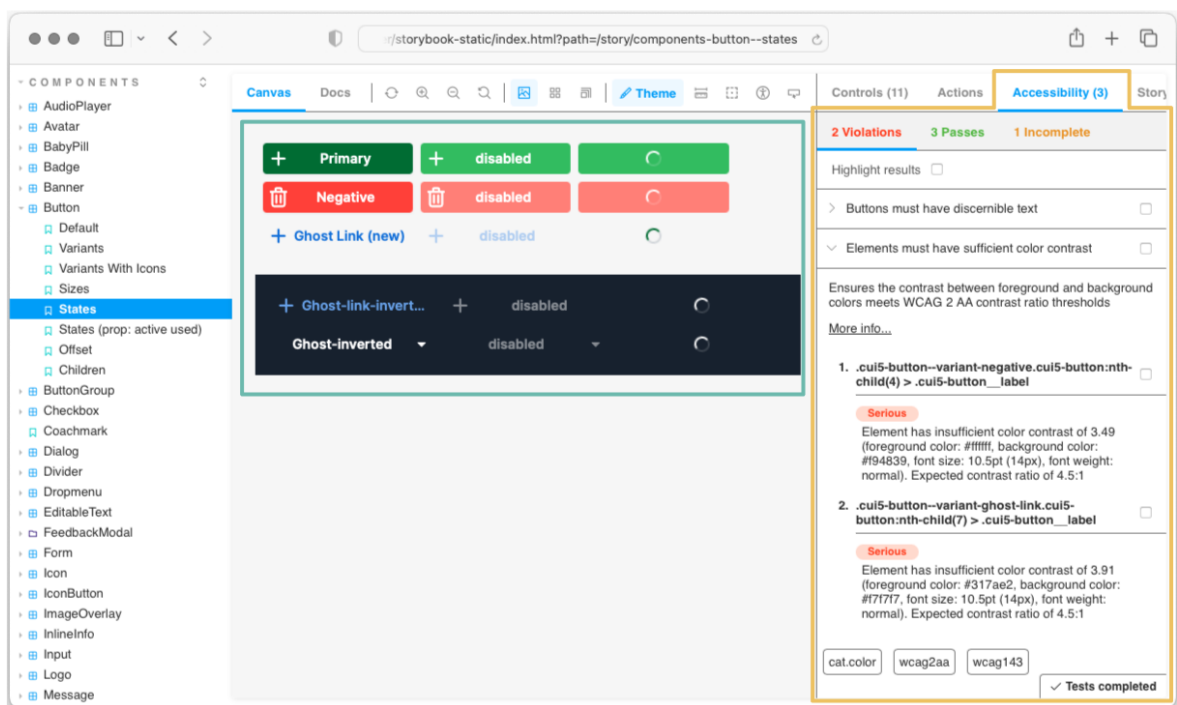 r/storybook-static/index.html?path=/story/components-button--states
COMPONENTS
AudioPlayer
Avatar
BabyPill
Badge
Banner
Button
Default
Variants
Variants With Icons
Sizes
States
States (prop: active used)
Offset
Children
ButtonGroup
Checkbox
Coachmark
Dialog
Divider
Dropmenu
EditableText
FeedbackModal
Form
Icon
IconButton
ImageOverlay
InlineInfo
Input
Logo
Message
Canvas Docs Theme
Primary disabled
Negative disabled
Ghost Link (new) disabled
Ghost-link-invert... disabled
Ghost-inverted disabled
Controls (11) Actions Accessibility (3) Story
2 Violations 3 Passes 1 Incomplete
Highlight results
Buttons must have discernible text
Elements must have sufficient color contrast
Ensures the contrast between foreground and background
colors meets WCAG 2 AA contrast ratio thresholds
More info...
1. .cui5-button--variant-negative.cui5-button:nth-
child(4) > .cui5-button__label
Serious
Element has insufficient color contrast of 3.49
(foreground color: #ffffff, background color:
#f94839, font size: 10.5pt (14px), font weight:
normal). Expected contrast ratio of 4.5:1
2. .cui5-button--variant-ghost-link.cui5-
button:nth-child(7) > .cui5-button__label
Serious
Element has insufficient color contrast of 3.91
(foreground color: #317ae2, background color:
#f7f7f7, font size: 10.5pt (14px), font weight:
normal). Expected contrast ratio of 4.5:1
cat.color wcag2aa wcag143
Tests completed